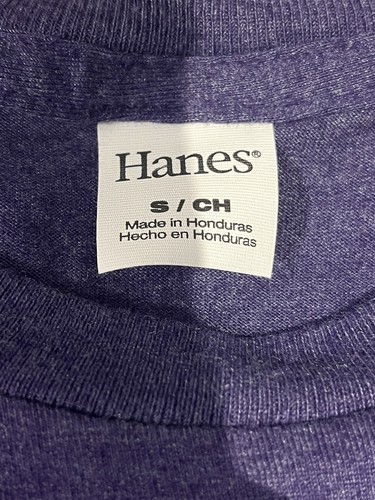 Hanes®
S / CH
Made in Honduras
Hecho en Honduras